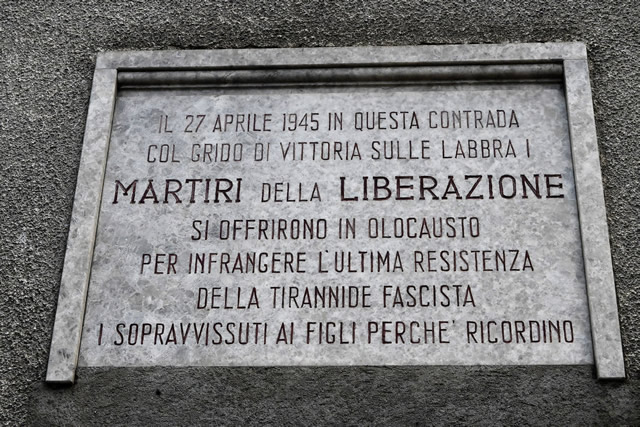 IL 27 APRILE 1945 IN QUESTA CONTRADA
COL GRIDO DI VITTORIA SULLE LABBRA I
MARTIRI DELLA LIBERAZIONE
SI OFFRIRONO IN OLOCAUSTO
PER INFRANGERE L'ULTIMA RESISTENZA
DELLA TIRANNIDE FASCISTA
I SOPRAVVISSUTI AI FIGLI PERCHE' RICORDINO